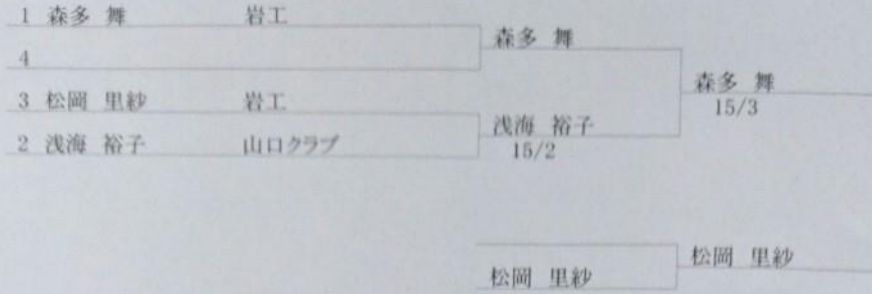 1 森多 舞 岩工
森多 舞
4
森多 舞
15/3
3 松岡 里紗 岩工
浅海 裕子
15/2
2 浅海 裕子 山口クラブ
松岡 里紗
松岡 里紗